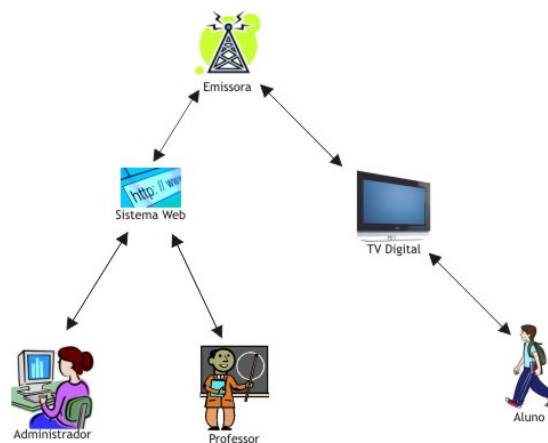 Emissora
http: // www
Sistema Web
TV Digital
Administrador
Professor
Aluno